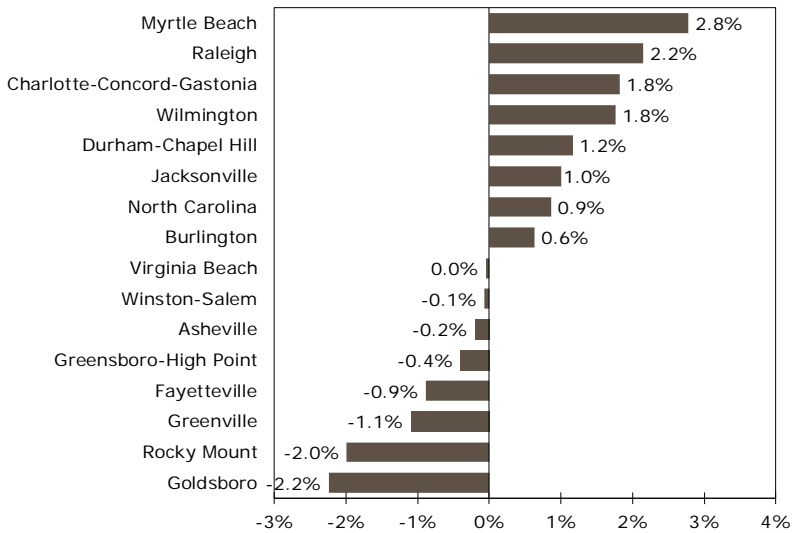 Myrtle Beach 2.8%
Raleigh 2.2%
Charlotte-Concord-Gastonia 1.8%
Wilmington 1.8%
Durham-Chapel Hill 1.2%
Jacksonville 1.0%
North Carolina 0.9%
Burlington 0.6%
Virginia Beach 0.0%
Winston-Salem -0.1%
Asheville -0.2%
Greensboro-High Point -0.4%
Fayetteville -0.9%
Greenville -1.1%
Rocky Mount -2.0%
Goldsboro -2.2%
-3% -2% -1% 0% 1% 2% 3% 4%